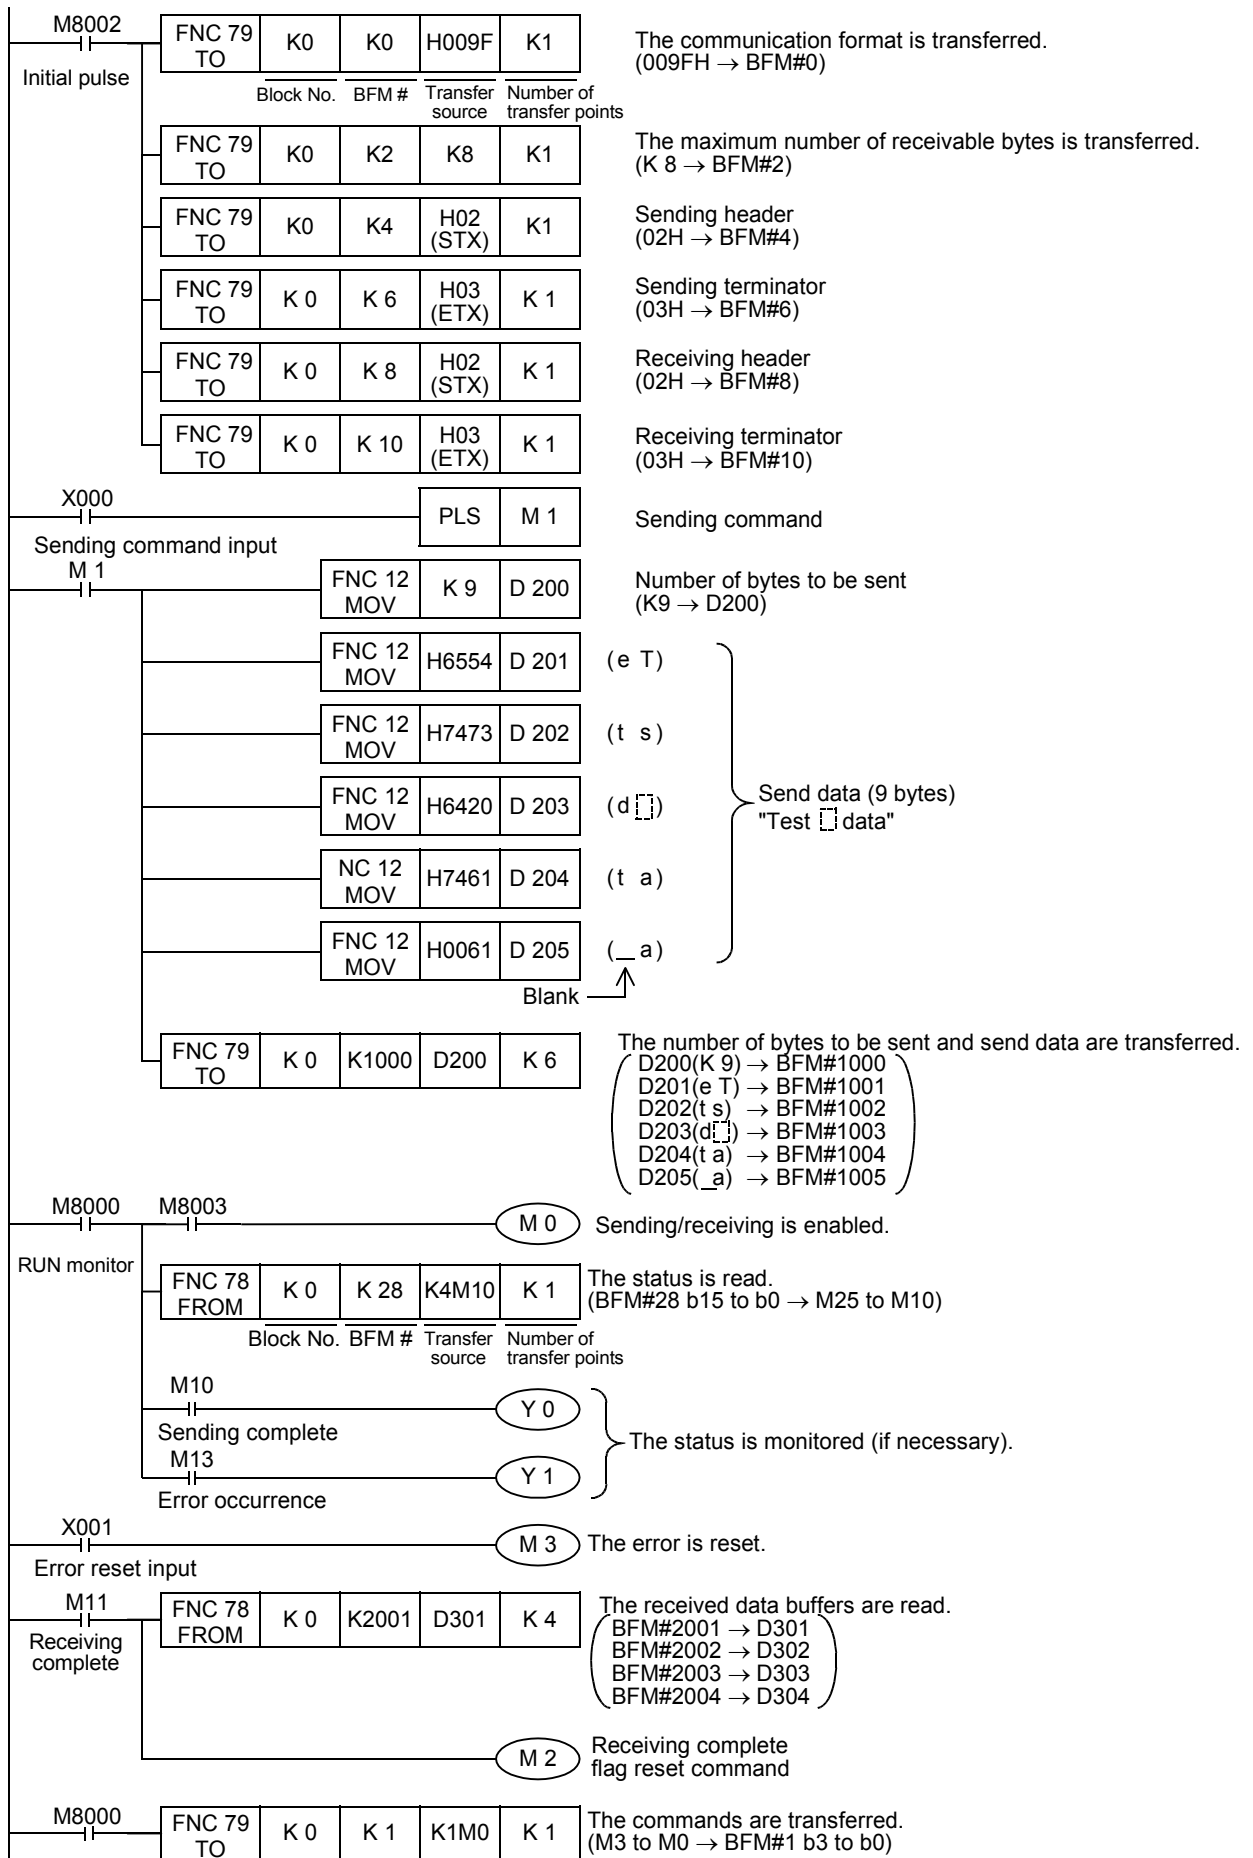 M8002
FNC 79 TO K0 K0 H009F K1 The communication format is transferred.
(009FH → BFM#0)
Initial pulse
Block No. BFM # Transfer source Number of transfer points
FNC 79 TO K0 K2 K8 K1 The maximum number of receivable bytes is transferred.
(K 8 → BFM#2)
FNC 79 TO K0 K4 H02 (STX) K1 Sending header
(02H → BFM#4)
FNC 79 TO K 0 K 6 H03 (ETX) K 1 Sending terminator
(03H → BFM#6)
FNC 79 TO K 0 K 8 H02 (STX) K 1 Receiving header
(02H → BFM#8)
FNC 79 TO K 0 K 10 H03 (ETX) K 1 Receiving terminator
(03H → BFM#10)
X000
PLS M 1 Sending command
Sending command input
M 1
FNC 12 MOV K 9 D 200 Number of bytes to be sent
(K9 → D200)
FNC 12 MOV H6554 D 201 (e T)
FNC 12 MOV H7473 D 202 (t s)
FNC 12 MOV H6420 D 203 (d )
Send data (9 bytes)
"Test data"
NC 12 MOV H7461 D 204 (t a)
FNC 12 MOV H0061 D 205 (_ a)
Blank
FNC 79 TO K 0 K1000 D200 K 6 The number of bytes to be sent and send data are transferred.
D200(K 9) → BFM#1000
D201(e T) → BFM#1001
D202(t s) → BFM#1002
D203(d ) → BFM#1003
D204(t a) → BFM#1004
D205(_a) → BFM#1005
M8000 M8003
M 0 Sending/receiving is enabled.
RUN monitor
FNC 78 FROM K 0 K 28 K4M10 K 1 The status is read.
(BFM#28 b15 to b0 → M25 to M10)
Block No. BFM # Transfer source Number of transfer points
M10
Y 0
Sending complete
The status is monitored (if necessary).
M13
Y 1
Error occurrence
X001
M 3 The error is reset.
Error reset input
M11
FNC 78 FROM K 0 K2001 D301 K 4 The received data buffers are read.
Receiving complete
BFM#2001 → D301
BFM#2002 → D302
BFM#2003 → D303
BFM#2004 → D304
M 2 Receiving complete
flag reset command
M8000
FNC 79 TO K 0 K 1 K1M0 K 1 The commands are transferred.
(M3 to M0 → BFM#1 b3 to b0)